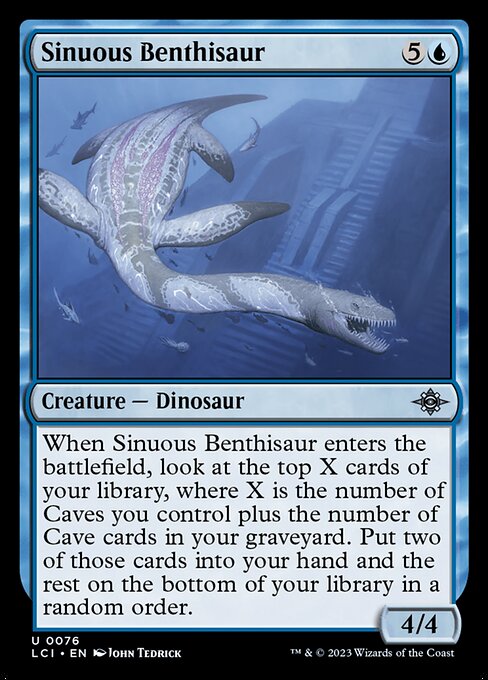 Sinuous Benthisaur 5
Creature — Dinosaur
When Sinuous Benthisaur enters the
battlefield, look at the top X cards of
your library, where X is the number of
Caves you control plus the number of
Cave cards in your graveyard. Put two
of those cards into your hand and the
rest on the bottom of your library in a
random order.
4/4
U 0076
LCI • EN JOHN TEDRICK
™ & © 2023 Wizards of the Coast